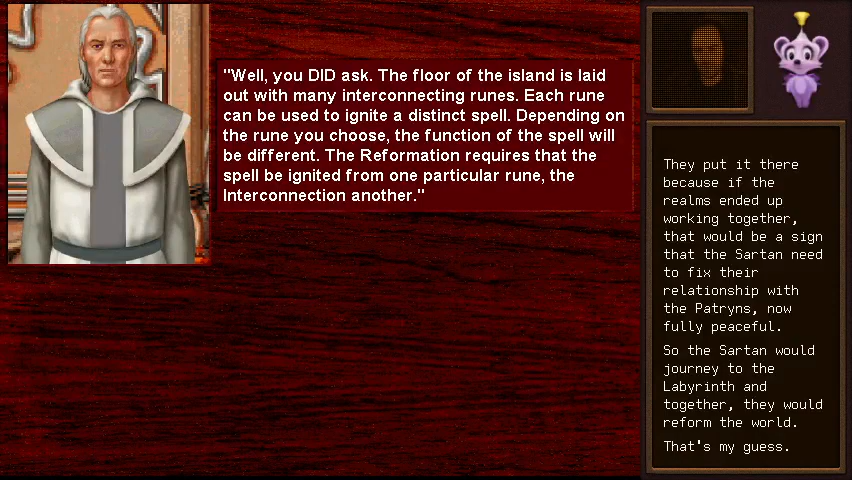 "Well, you DID ask. The floor of the island is laid
out with many interconnecting runes. Each rune
can be used to ignite a distinct spell. Depending on
the rune you choose, the function of the spell will
be different. The Reformation requires that the
spell be ignited from one particular rune, the
Interconnection another."
They put it there
because if the
realms ended up
working together,
that would be a sign
that the Sartan need
to fix their
relationship with
the Patryns, now
fully peaceful.
So the Sartan would
journey to the
Labyrinth and
together, they would
reform the world.
That's my guess.